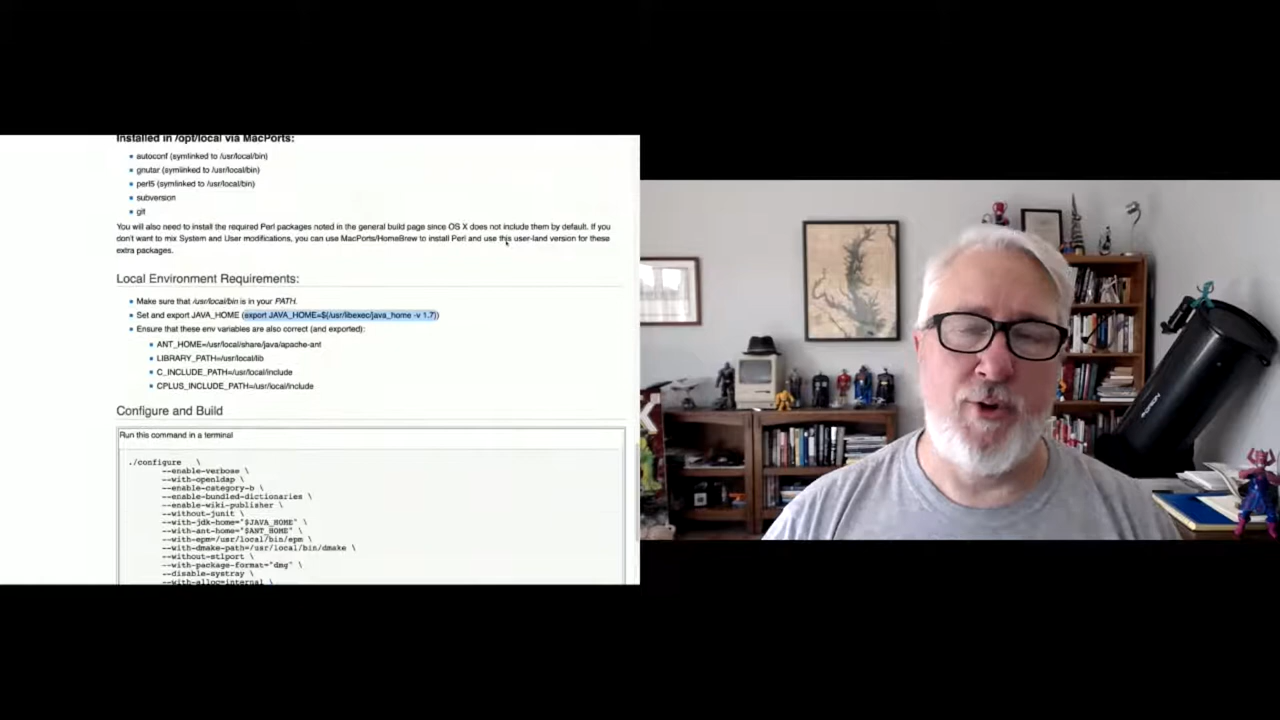 Installed in /opt/local via MacPorts:
autoconf (symlinked to /usr/local/bin)
gnutar (symlinked to /usr/local/bin)
perl5 (symlinked to /usr/local/bin)
subversion
git
You will also need to install the required Perl packages noted in the general build page since OS X does not include them by default. If you
don't want to mix System and User modifications, you can use MacPorts/HomeBrew to install Perl and use this user-land version for these
extra packages.
Local Environment Requirements:
Make sure that /usr/local/bin is in your PATH.
Set and export JAVA_HOME (export JAVA_HOME=$(/usr/libexec/java_home -v 1.7))
Ensure that these env variables are also correct (and exported):
ANT_HOME=/usr/local/share/java/apache-ant
LIBRARY_PATH=/usr/local/lib
C_INCLUDE_PATH=/usr/local/include
CPLUS_INCLUDE_PATH=/usr/local/include
Configure and Build
Run this command in a terminal
./configure \
--enable-verbose \
--with-openldap \
--enable-category-b \
--enable-bundled-dictionaries \
--enable-wiki-publisher \
--without-junit \
--with-jdk-home="$JAVA_HOME" \
--with-ant-home="$ANT_HOME" \
--with-epm=/usr/local/bin/epm \
--with-dmake-path=/usr/local/bin/dmake \
--without-stlport \
--with-package-format="dmg" \
--disable-systray \
--with-alloc=internal \